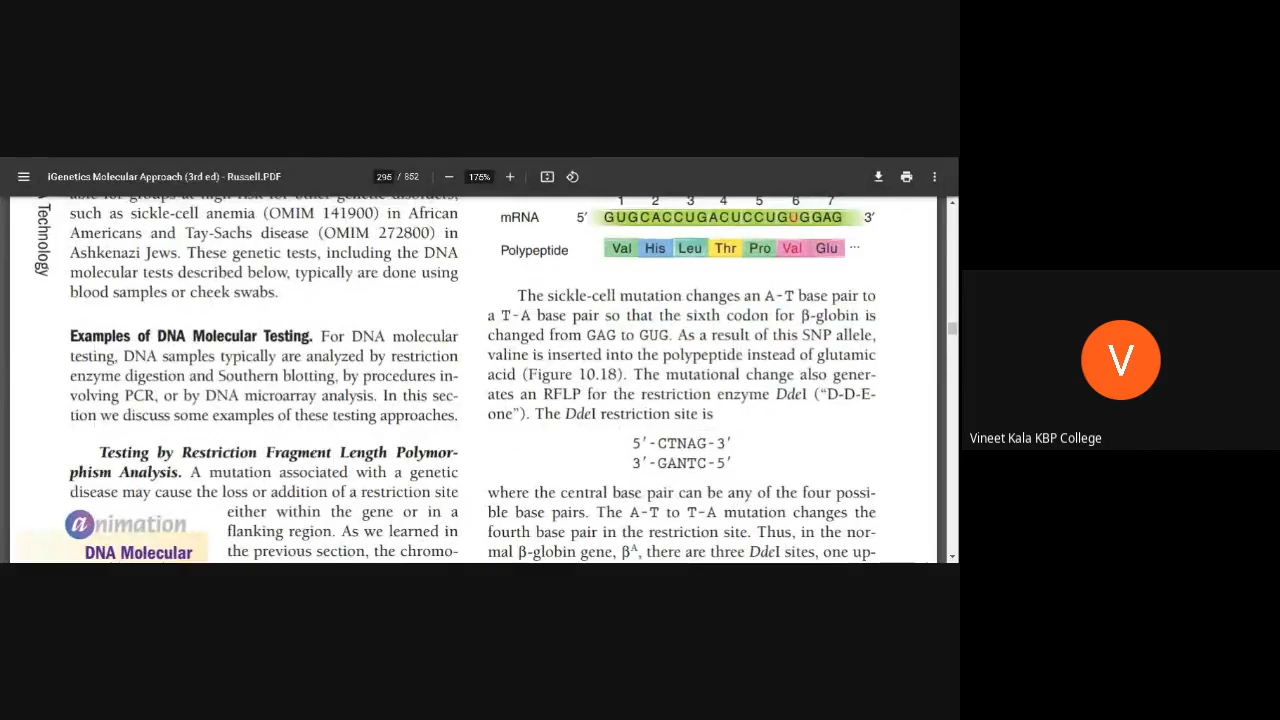 iGenetics Molecular Approach (3rd ed) - Russell.PDF
295 / 852
175%
Technology
such as sickle-cell anemia (OMIM 141900) in African
Americans and Tay-Sachs disease (OMIM 272800) in
Ashkenazi Jews. These genetic tests, including the DNA
molecular tests described below, typically are done using
blood samples or cheek swabs.
Examples of DNA Molecular Testing. For DNA molecular
testing, DNA samples typically are analyzed by restriction
enzyme digestion and Southern blotting, by procedures in-
volving PCR, or by DNA microarray analysis. In this sec-
tion we discuss some examples of these testing approaches.
Testing by Restriction Fragment Length Polymor-
phism Analysis. A mutation associated with a genetic
disease may cause the loss or addition of a restriction site
either within the gene or in a
flanking region. As we learned in
the previous section, the chromo-
animation
DNA Molecular
1 2 3 4 5 6 7
mRNA 5′ GUGCACCUGACUCCUGUGGAG 3′
Polypeptide Val His Leu Thr Pro Val Glu ...
The sickle-cell mutation changes an A-T base pair to
a T-A base pair so that the sixth codon for β-globin is
changed from GAG to GUG. As a result of this SNP allele,
valine is inserted into the polypeptide instead of glutamic
acid (Figure 10.18). The mutational change also gener-
ates an RFLP for the restriction enzyme DdeI (“D-D-E-
one”). The DdeI restriction site is
5′-CTNAG-3′
3′-GANTC-5′
where the central base pair can be any of the four possi-
ble base pairs. The A-T to T-A mutation changes the
fourth base pair in the restriction site. Thus, in the nor-
mal β-globin gene, βᴬ, there are three DdeI sites, one up-
V
Vineet Kala KBP College